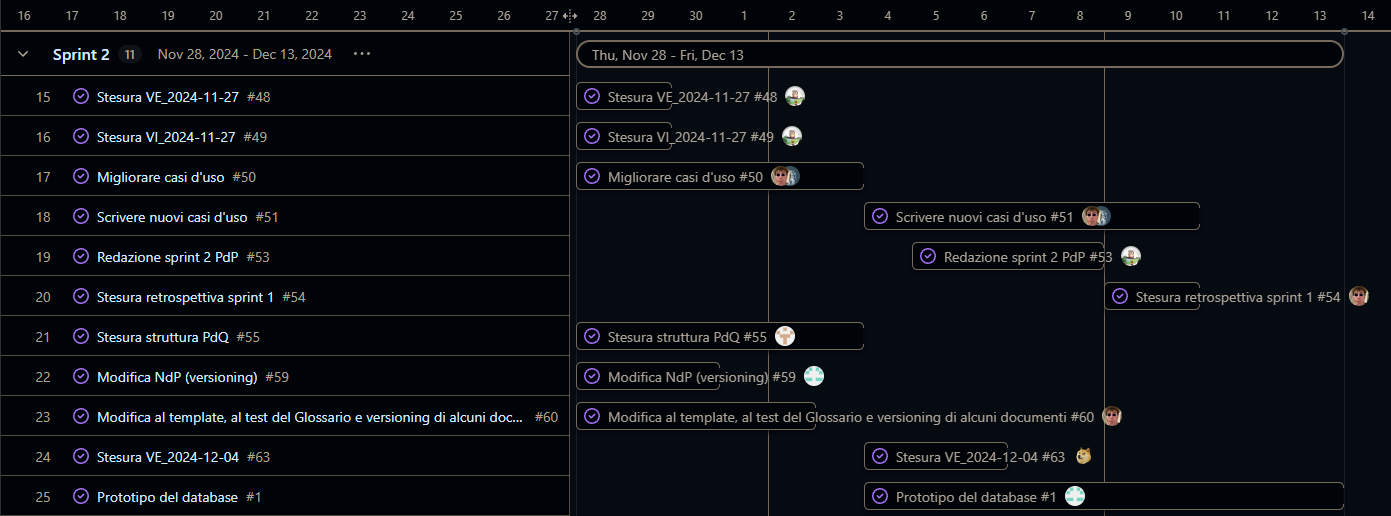 16 17 18 19 20 21 22 23 24 25 26 27 28 29 30 1 2 3 4 5 6 7 8 9 10 11 12 13 14
Sprint 2 11 Nov 28, 2024 - Dec 13, 2024 ··· Thu, Nov 28 - Fri, Dec 13
15 Stesura VE_2024-11-27 #48 Stesura VE_2024-11-27 #48
16 Stesura VI_2024-11-27 #49 Stesura VI_2024-11-27 #49
17 Migliorare casi d'uso #50 Migliorare casi d'uso #50
18 Scrivere nuovi casi d'uso #51 Scrivere nuovi casi d'uso #51
19 Redazione sprint 2 PdP #53 Redazione sprint 2 PdP #53
20 Stesura retrospettiva sprint 1 #54 Stesura retrospettiva sprint 1 #54
21 Stesura struttura PdQ #55 Stesura struttura PdQ #55
22 Modifica NdP (versioning) #59 Modifica NdP (versioning) #59
23 Modifica al template, al test del Glossario e versioning di alcuni doc... #60 Modifica al template, al test del Glossario e versioning di alcuni documenti #60
24 Stesura VE_2024-12-04 #63 Stesura VE_2024-12-04 #63
25 Prototipo del database #1 Prototipo del database #1